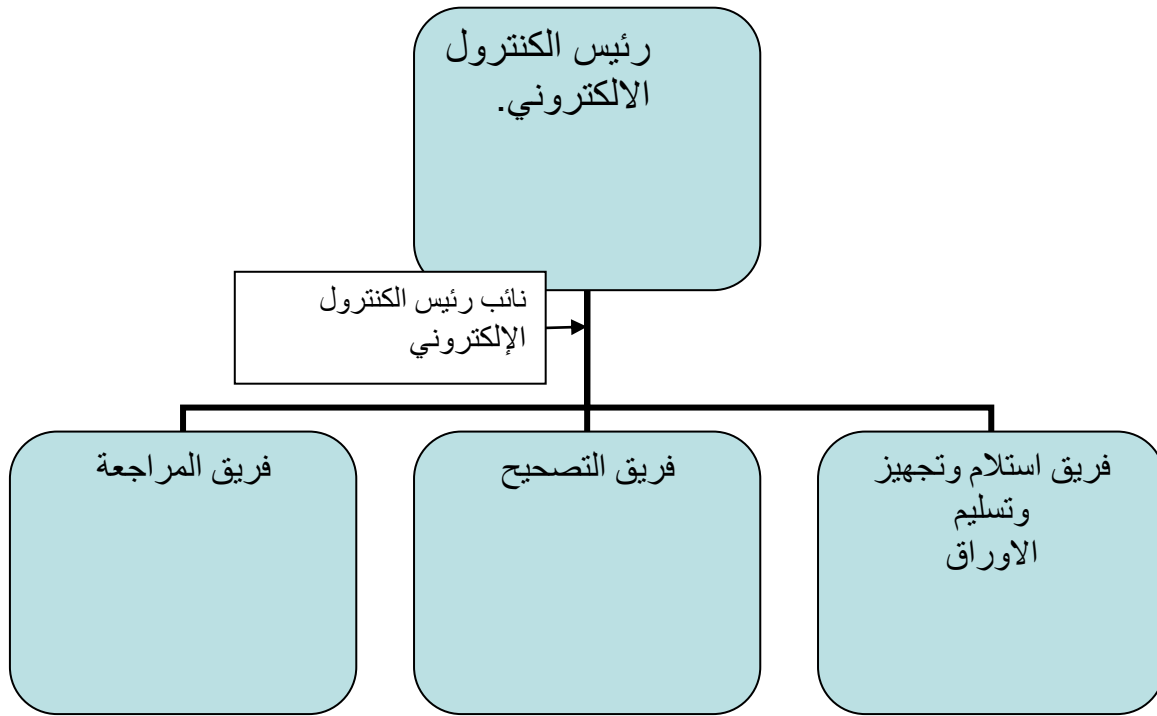 رئيس الكنترول
الالكتروني.
نائب رئيس الكنترول
الإلكتروني
فريق استلام وتجهيز
وتسليم
الاوراق
فريق التصحيح
فريق المراجعة